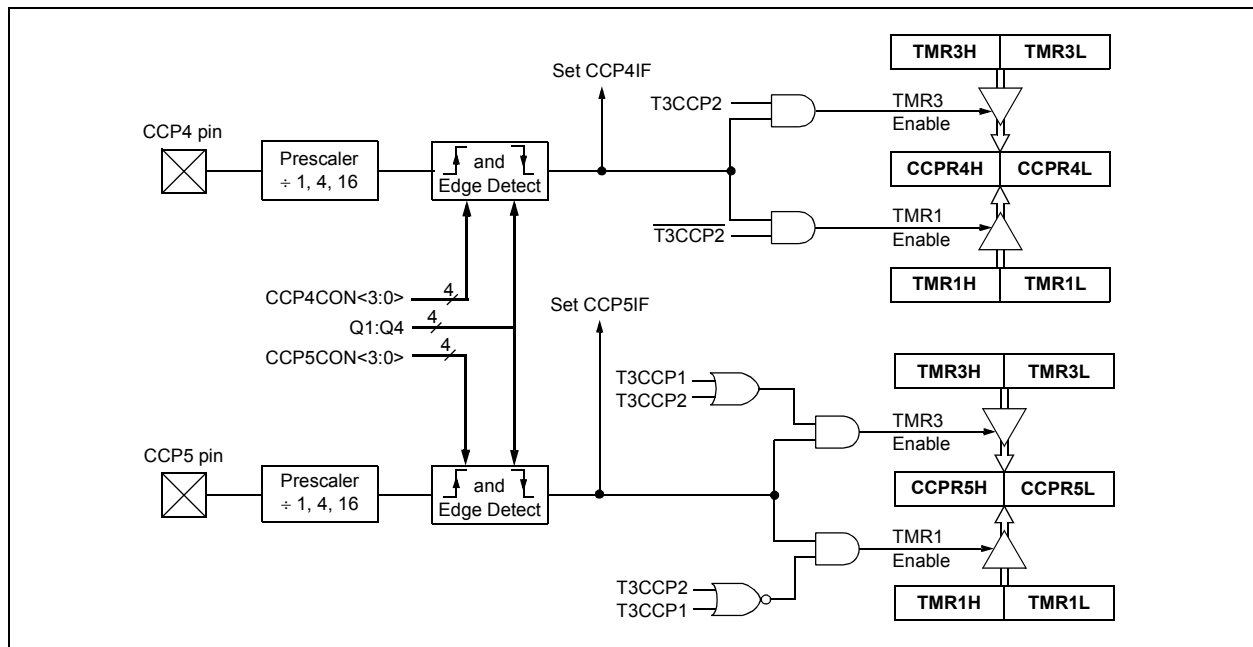 TMR3H TMR3L
Set CCP4IF
T3CCP2
TMR3
Enable
CCP4 pin
Prescaler
÷ 1, 4, 16
and
Edge Detect
CCPR4H CCPR4L
T3CCP2
TMR1
Enable
TMR1H TMR1L
CCP4CON<3:0>
4
Q1:Q4
4
CCP5CON<3:0>
4
Set CCP5IF
TMR3H TMR3L
T3CCP1
T3CCP2
TMR3
Enable
CCP5 pin
Prescaler
÷ 1, 4, 16
and
Edge Detect
CCPR5H CCPR5L
TMR1
Enable
T3CCP2
T3CCP1
TMR1H TMR1L